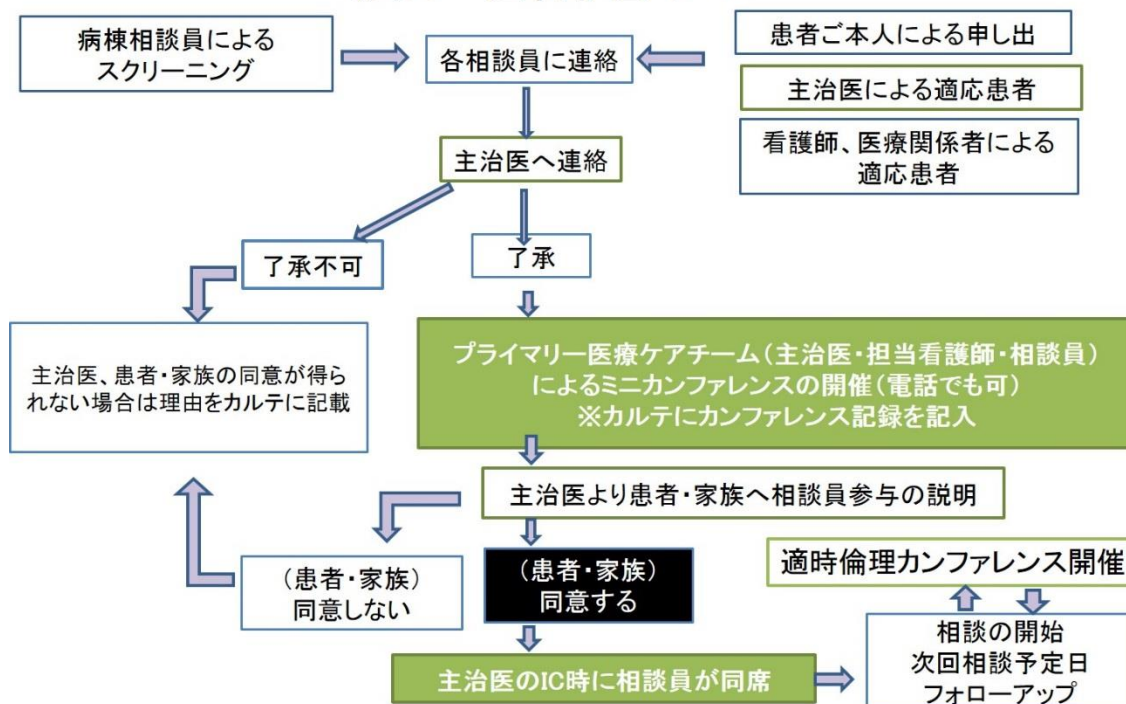 病棟相談員による
スクリーニング
各相談員に連絡
患者ご本人による申し出
主治医による適応患者
看護師、医療関係者による
適応患者
主治医へ連絡
了承不可
了承
主治医、患者・家族の同意が得ら
れない場合は理由をカルテに記載
プライマリー医療ケアチーム(主治医・担当看護師・相談員)
によるミニカンファレンスの開催(電話でも可)
※カルテにカンファレンス記録を記入
主治医より患者・家族へ相談員参与の説明
(患者・家族)
同意しない
(患者・家族)
同意する
適時倫理カンファレンス開催
主治医のIC時に相談員が同席
相談の開始
次回相談予定日
フォローアップ